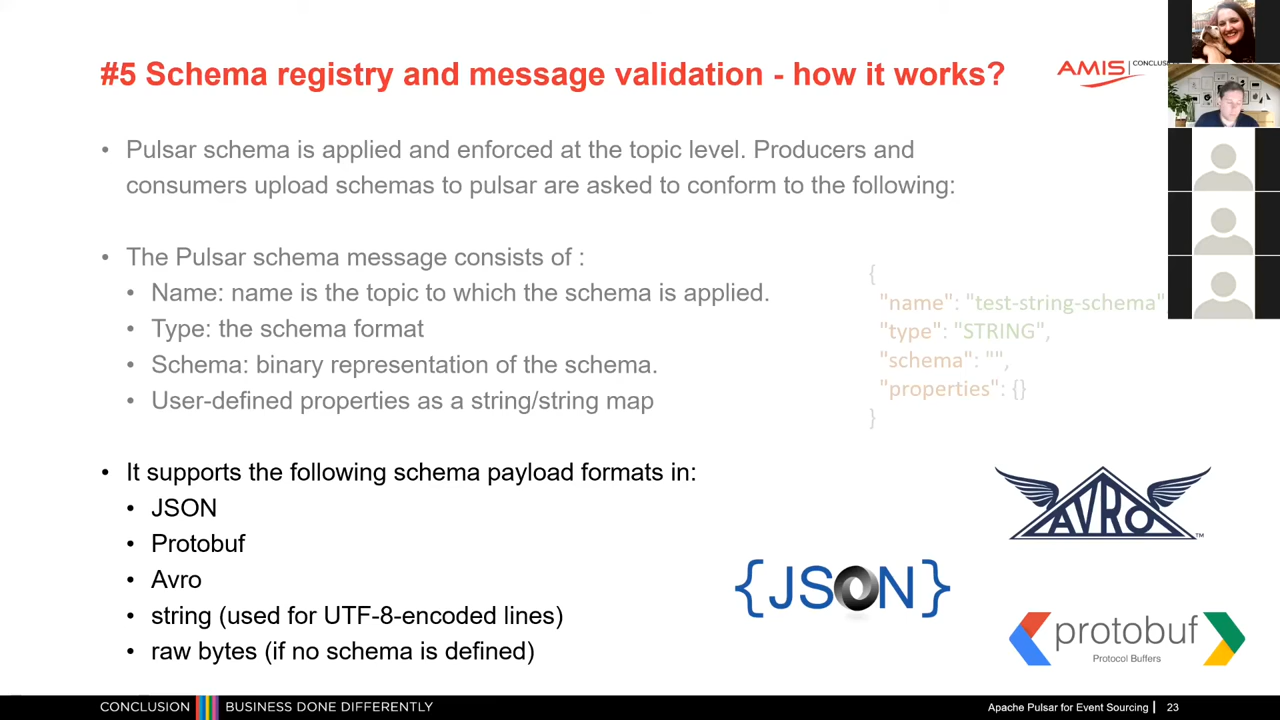 #5 Schema registry and message validation - how it works?
AMIS CONCLUSION
• Pulsar schema is applied and enforced at the topic level. Producers and
consumers upload schemas to pulsar are asked to conform to the following:
• The Pulsar schema message consists of :
• Name: name is the topic to which the schema is applied.
• Type: the schema format
• Schema: binary representation of the schema.
• User-defined properties as a string/string map
{
"name": "test-string-schema"
"type": "STRING",
"schema": "",
"properties": {}
}
• It supports the following schema payload formats in:
• JSON
• Protobuf
• Avro
• string (used for UTF-8-encoded lines)
• raw bytes (if no schema is defined)
AVRO™
{JSON}
protobuf
Protocol Buffers
CONCLUSION BUSINESS DONE DIFFERENTLY
Apache Pulsar for Event Sourcing | 23